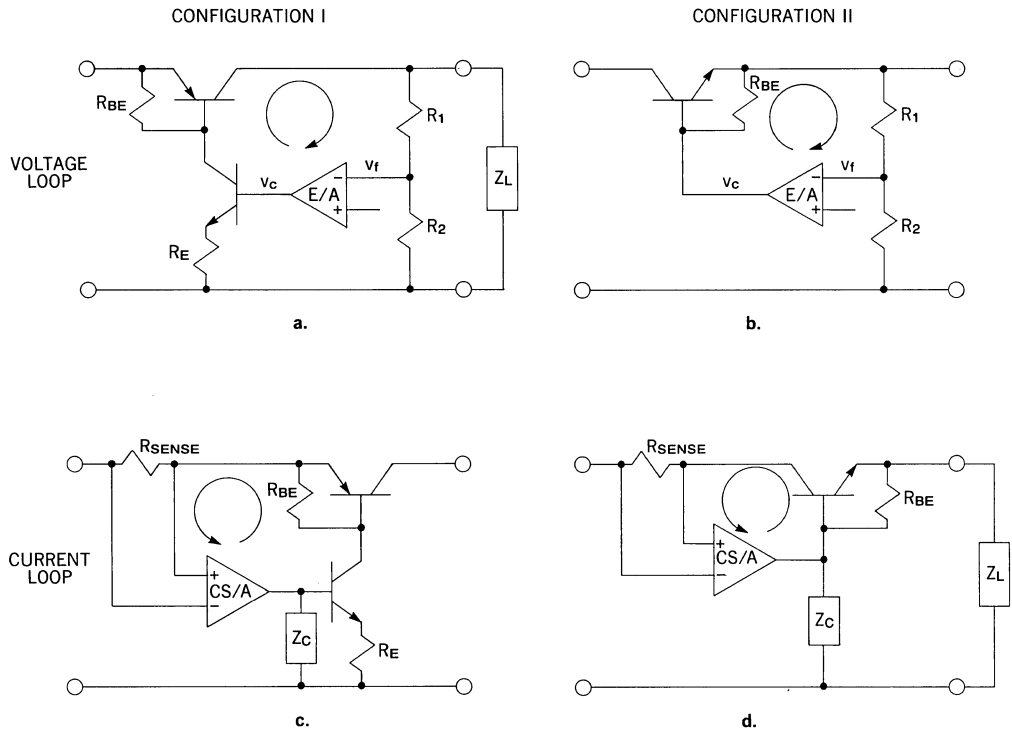 CONFIGURATION I
CONFIGURATION II
VOLTAGE
LOOP
RBE
R1
Vf
Vc
E/A
-
+
R2
RE
ZL
a.
RBE
R1
Vf
Vc
E/A
-
+
R2
b.
CURRENT
LOOP
RSENSE
RBE
+
CS/A
-
ZC
RE
c.
RSENSE
RBE
+
CS/A
-
ZC
ZL
d.